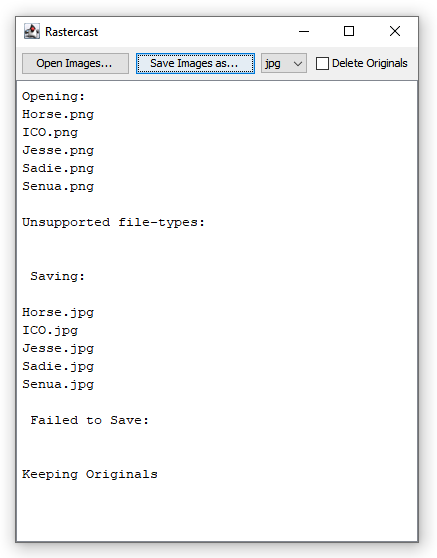 Rastercast
Open Images... Save Images as... jpg Delete Originals
Opening:
Horse.png
ICO.png
Jesse.png
Sadie.png
Senua.png
Unsupported file-types:
Saving:
Horse.jpg
ICO.jpg
Jesse.jpg
Sadie.jpg
Senua.jpg
Failed to Save:
Keeping Originals